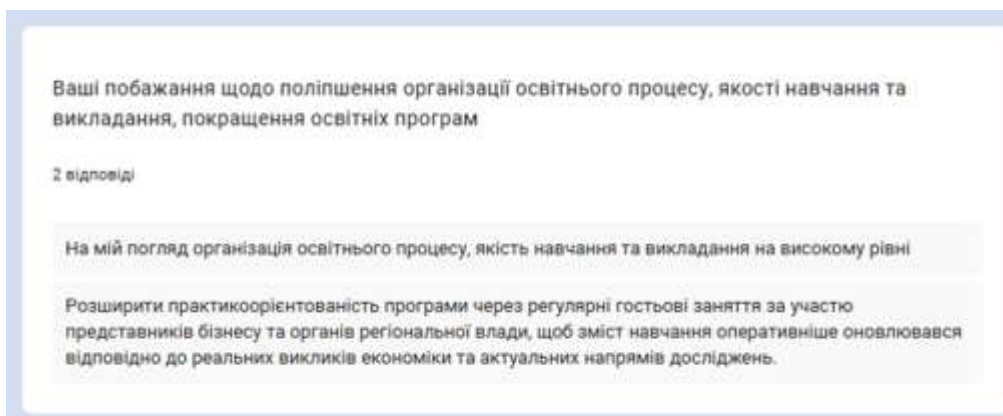 Ваші побажання щодо поліпшення організації освітнього процесу, якості навчання та
викладання, покращення освітніх програм
2 відповіді
На мій погляд організація освітнього процесу, якість навчання та викладання на високому рівні
Розширити практикоорієнтованість програми через регулярні гостьові заняття за участю
представників бізнесу та органів регіональної влади, щоб зміст навчання оперативніше оновлювався
відповідно до реальних викликів економіки та актуальних напрямів досліджень.